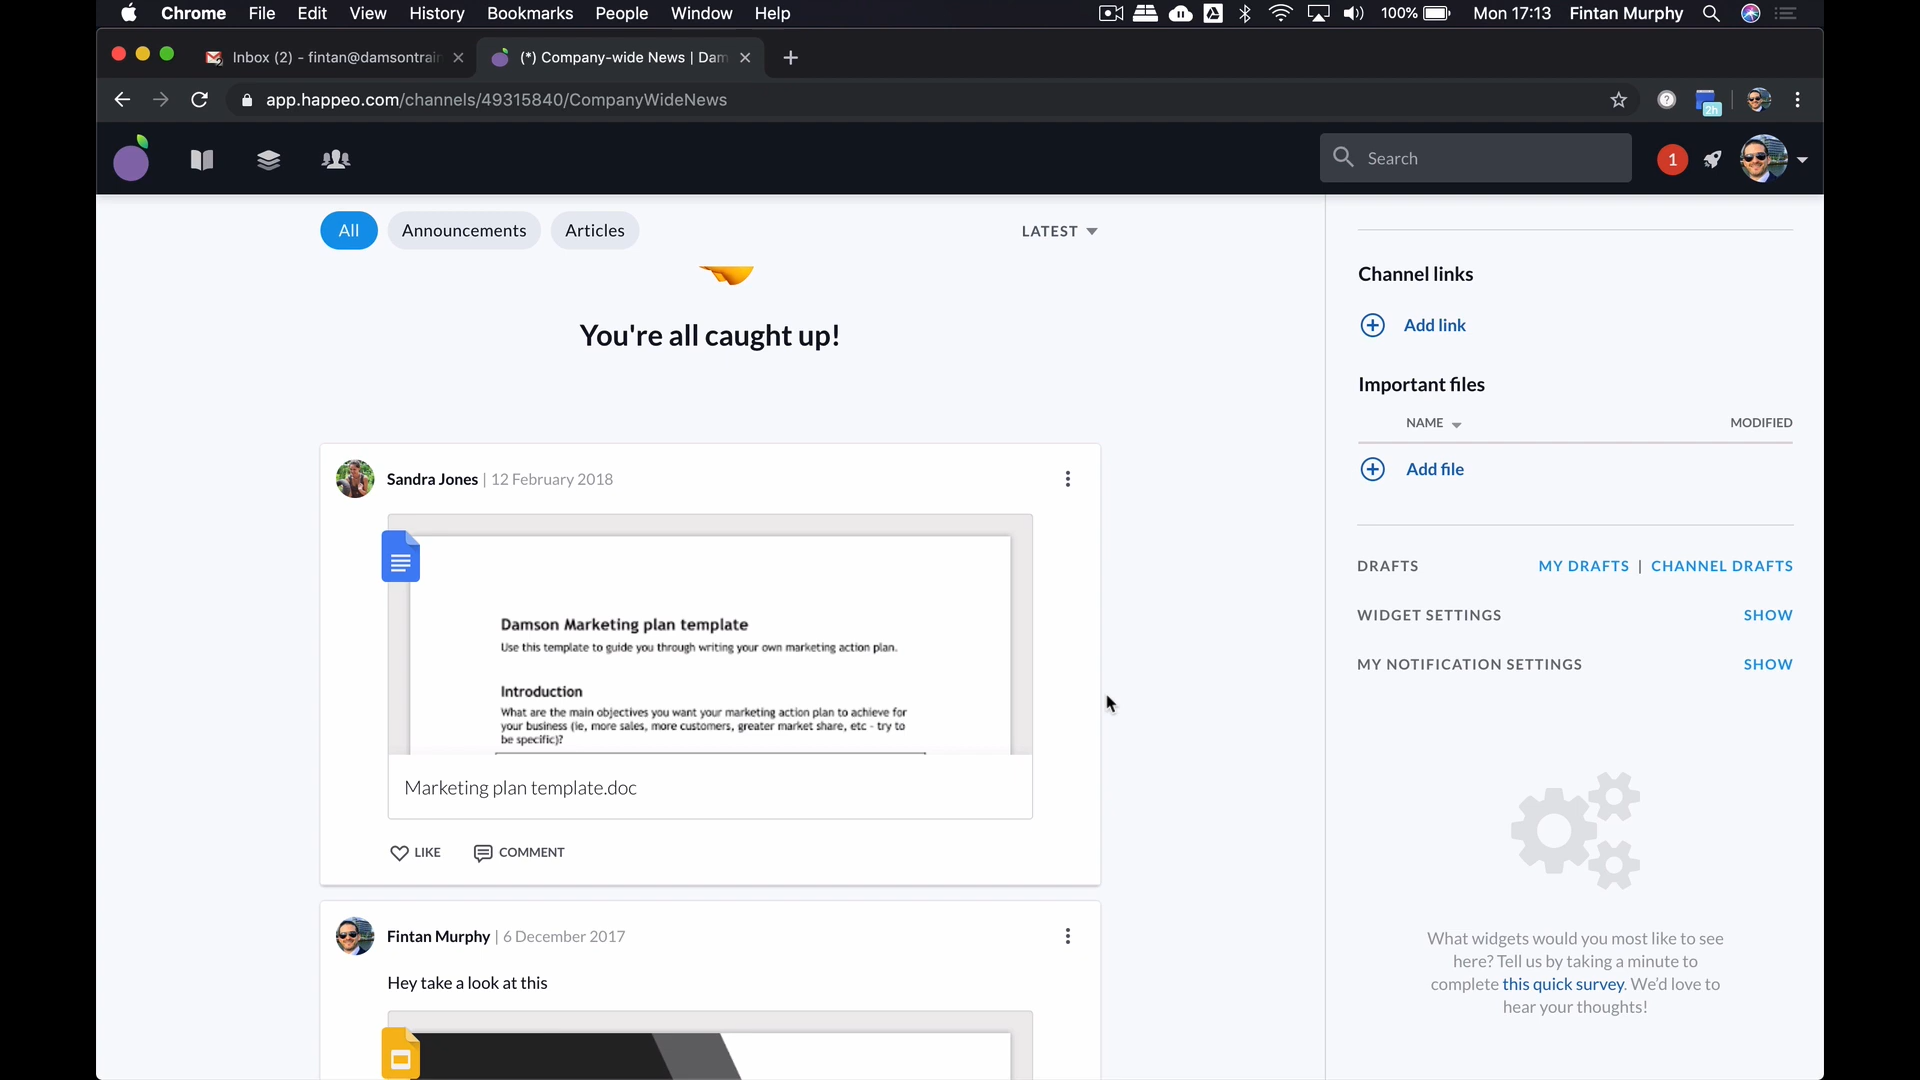 Chrome File Edit View History Bookmarks People Window Help 100% Mon 17:13 Fintan Murphy
Inbox (2) - fintan@damsontrain
(*) Company-wide News | Dam
app.happeo.com/channels/49315840/CompanyWideNews
2h
Search
1
All
Announcements
Articles
LATEST
You're all caught up!
Sandra Jones | 12 February 2018
Damson Marketing plan template
Use this template to guide you through writing your own marketing action plan.
Introduction
What are the main objectives you want your marketing action plan to achieve for
your business (ie, more sales, more customers, greater market share, etc - try to
be specific)?
Marketing plan template.doc
LIKE
COMMENT
Fintan Murphy | 6 December 2017
Hey take a look at this
Channel links
Add link
Important files
NAME
MODIFIED
Add file
DRAFTS
MY DRAFTS | CHANNEL DRAFTS
WIDGET SETTINGS
SHOW
MY NOTIFICATION SETTINGS
SHOW
What widgets would you most like to see
here? Tell us by taking a minute to
complete this quick survey. We'd love to
hear your thoughts!